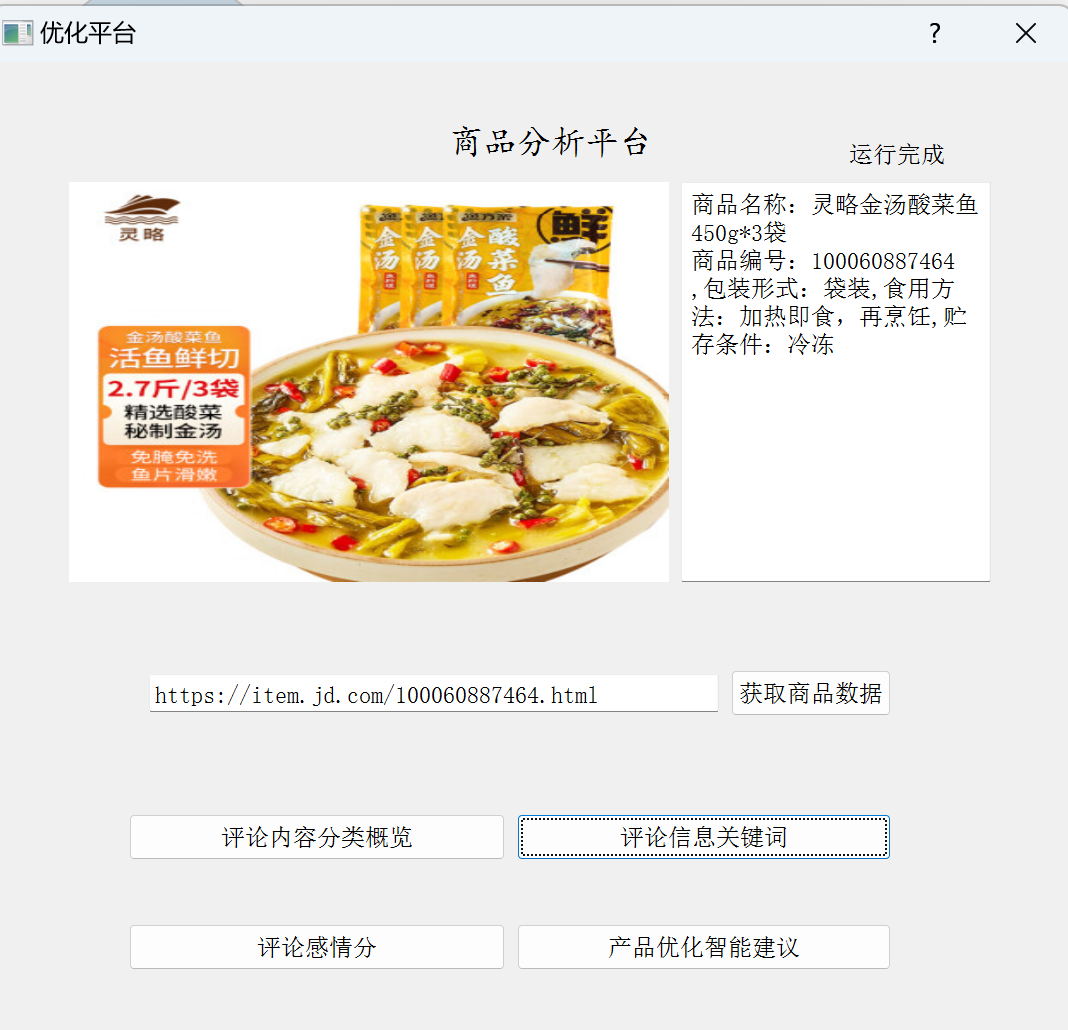 优化平台
?
商品分析平台
运行完成
灵略
金汤
金汤
金汤
酸菜鱼
鲜
金汤酸菜鱼
活鱼鲜切
2.7斤/3袋
精选酸菜
秘制金汤
免腌免洗
鱼片滑嫩
商品名称：灵略金汤酸菜鱼
450g*3袋
商品编号：100060887464
,包装形式：袋装,食用方
法：加热即食，再烹饪,贮
存条件：冷冻
https://item.jd.com/100060887464.html
获取商品数据
评论内容分类概览
评论信息关键词
评论感情分
产品优化智能建议